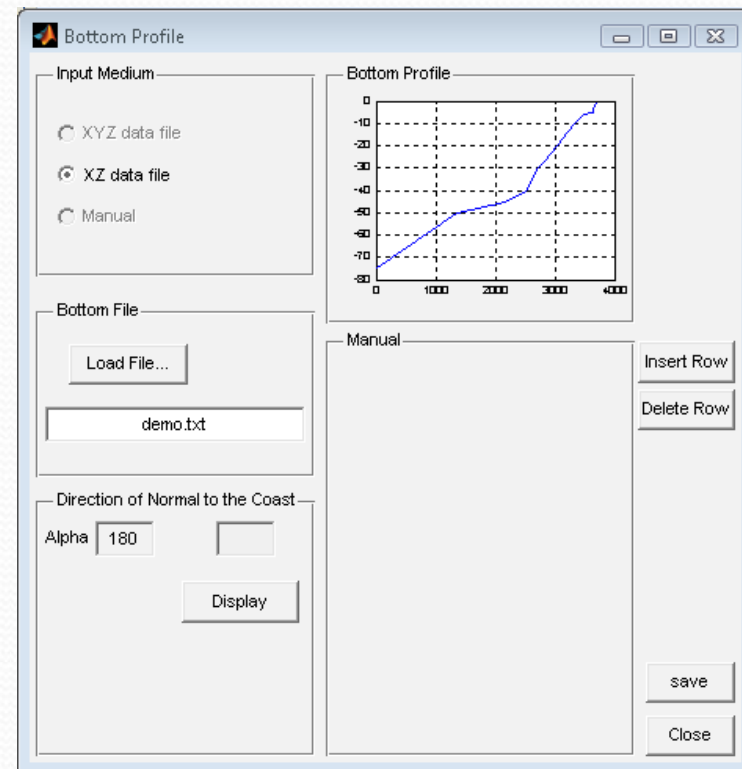 Bottom Profile
Input Medium
XYZ data file
XZ data file
Manual
Bottom File
Load File...
demo.txt
Direction of Normal to the Coast
Alpha 180
Display
Bottom Profile
0
-10
-20
-30
-40
-50
-60
-70
-80
0 1000 2000 3000 4000
Manual
Insert Row
Delete Row
save
Close